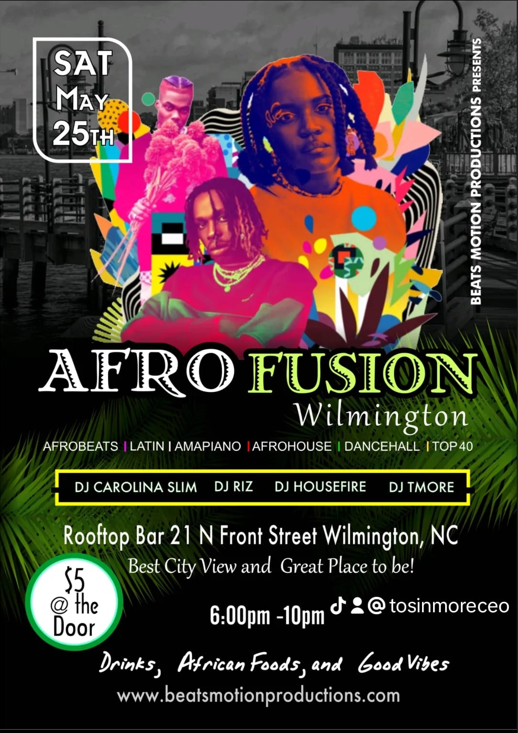 SAT
MAY
25TH
BEATS MOTION PRODUCTIONS PRESENTS
AFRO FUSION
Wilmington
AFROBEATS | LATIN | AMAPIANO | AFROHOUSE | DANCEHALL | TOP 40
DJ CAROLINA SLIM DJ RIZ DJ HOUSEFIRE DJ TMORE
Rooftop Bar 21 N Front Street Wilmington, NC
Best City View and Great Place to be!
$5
@ the
Door
6:00pm -10pm @ tosinmoreceo
Drinks, African Foods, and Good Vibes
www.beatsmotionproductions.com